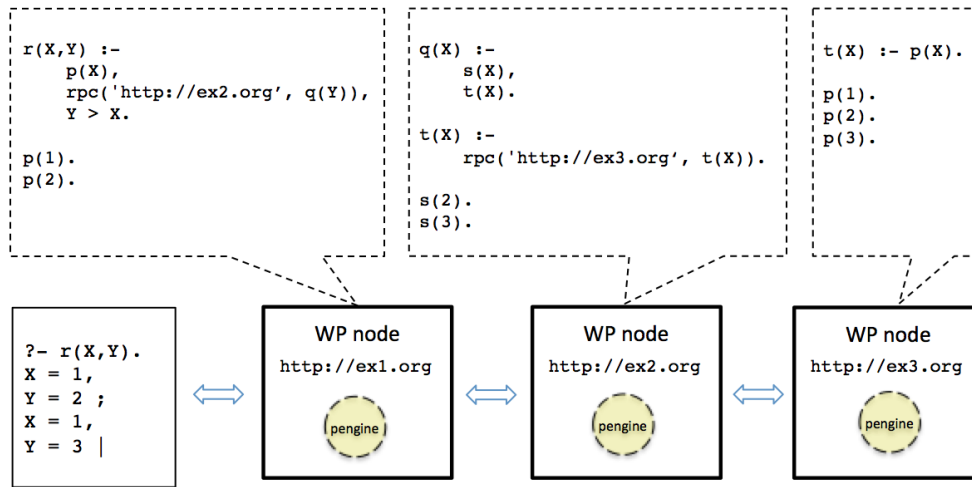 r(X,Y) :-
    p(X),
    rpc('http://ex2.org’, q(Y)),
    Y > X.
p(1).
p(2).
q(X) :-
    s(X),
    t(X).
t(X) :-
    rpc('http://ex3.org‘, t(X)).
s(2).
s(3).
t(X) :- p(X).
p(1).
p(2).
p(3).
?- r(X,Y).
X = 1,
Y = 2 ;
X = 1,
Y = 3 |
WP node
http://ex1.org
pengine
WP node
http://ex2.org
pengine
WP node
http://ex3.org
pengine